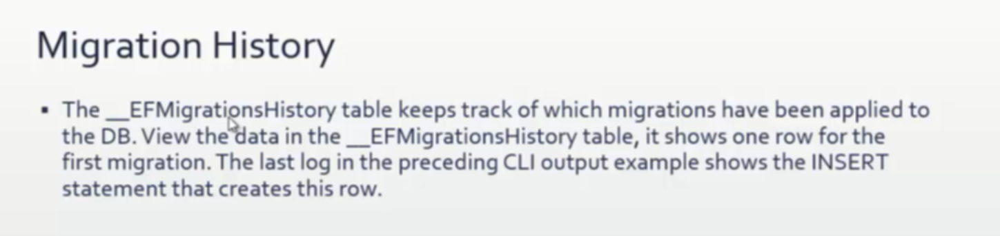 Migration History
▪ The __EFMigrationsHistory table keeps track of which migrations have been applied to
the DB. View the data in the __EFMigrationsHistory table, it shows one row for the
first migration. The last log in the preceding CLI output example shows the INSERT
statement that creates this row.